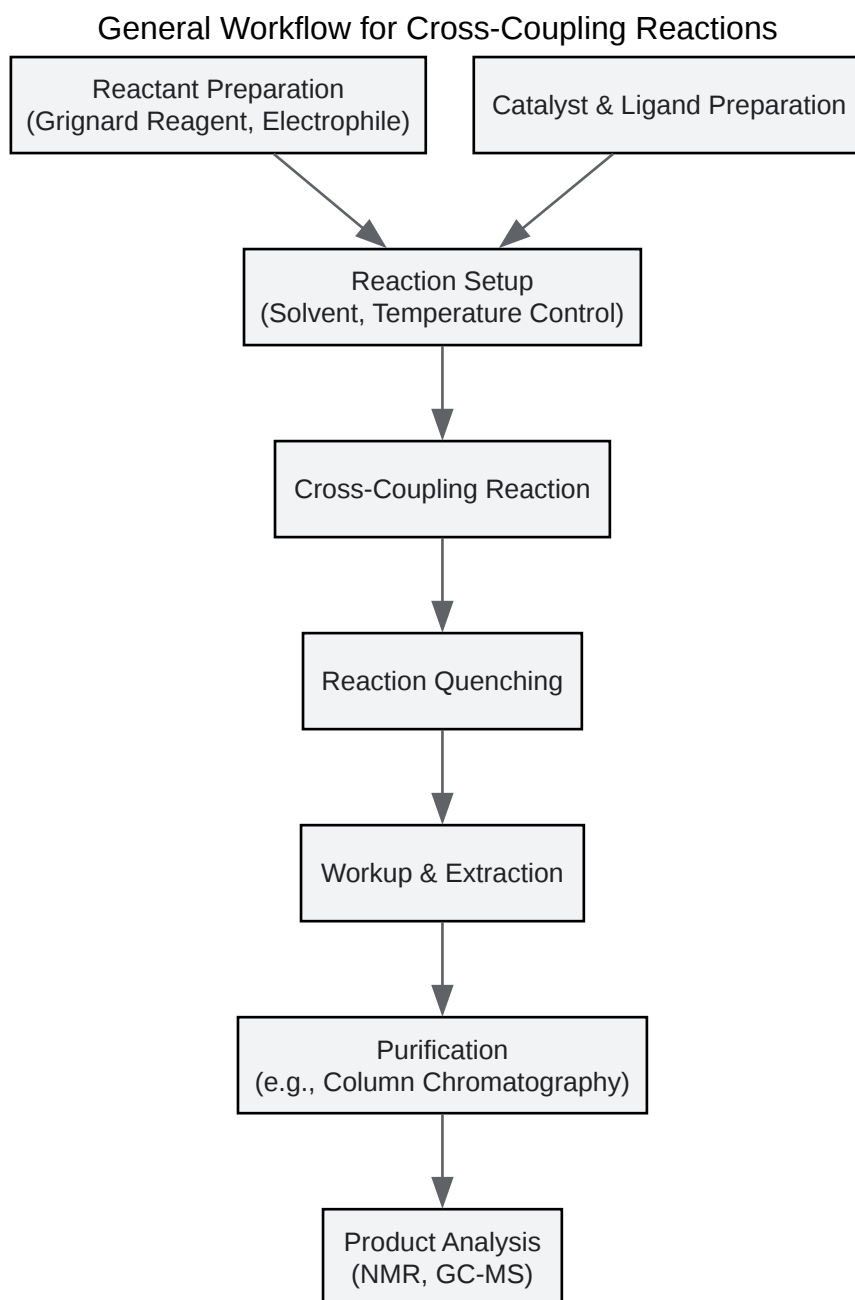 General Workflow for Cross-Coupling Reactions
Reactant Preparation
(Grignard Reagent, Electrophile)
Catalyst & Ligand Preparation
Reaction Setup
(Solvent, Temperature Control)
Cross-Coupling Reaction
Reaction Quenching
Workup & Extraction
Purification
(e.g., Column Chromatography)
Product Analysis
(NMR, GC-MS)